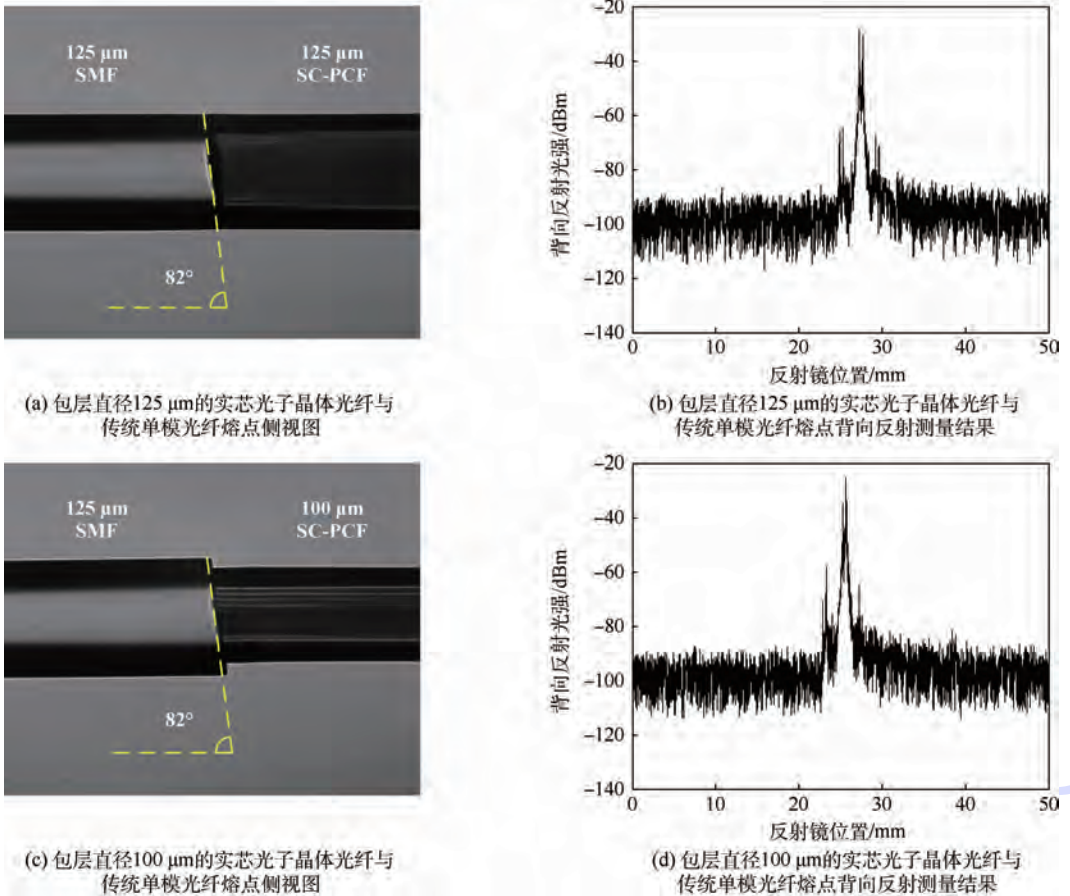 125 μm
SMF
125 μm
SC-PCF
82°
(a) 包层直径125 μm的实芯光子晶体光纤与
传统单模光纤熔点侧视图
背向反射光强/dBm
-20
-40
-60
-80
-100
-120
-140
0
10
20
30
40
50
反射镜位置/mm
(b) 包层直径125 μm的实芯光子晶体光纤与
传统单模光纤熔点背向反射测量结果
125 μm
SMF
100 μm
SC-PCF
82°
(c) 包层直径100 μm的实芯光子晶体光纤与
传统单模光纤熔点侧视图
背向反射光强/dBm
-20
-40
-60
-80
-100
-120
-140
0
10
20
30
40
50
反射镜位置/mm
(d) 包层直径100 μm的实芯光子晶体光纤与
传统单模光纤熔点背向反射测量结果